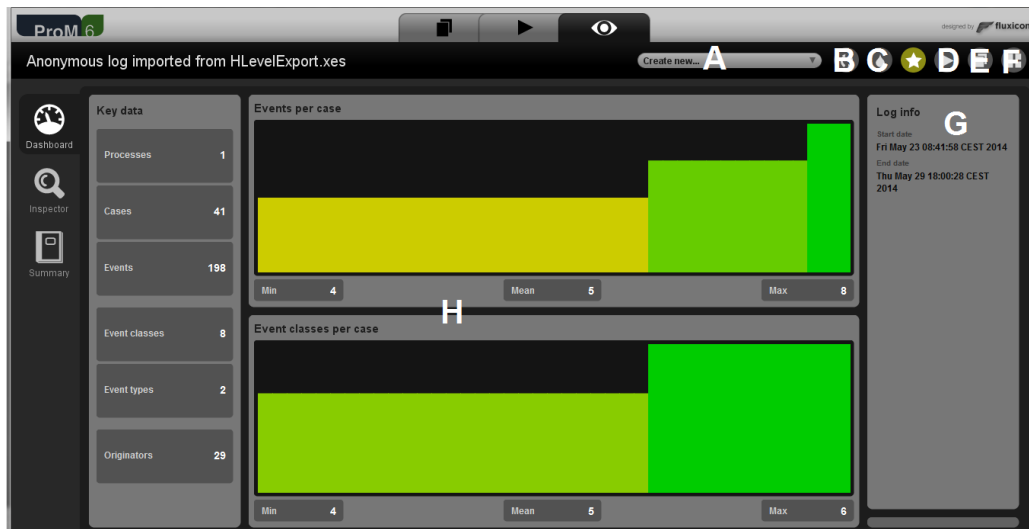 ProM 6
designed by fluxicon
Anonymous log imported from HLevelExport.xes
Create new...
A
B
C
D
E
F
Dashboard
Inspector
Summary
Key data
Processes 1
Cases 41
Events 198
Event classes 8
Event types 2
Originators 29
Events per case
Min 4
Mean 5
Max 8
H
Event classes per case
Min 4
Mean 5
Max 6
Log info
G
Start date
Fri May 23 08:41:58 CEST 2014
End date
Thu May 29 18:00:28 CEST
2014